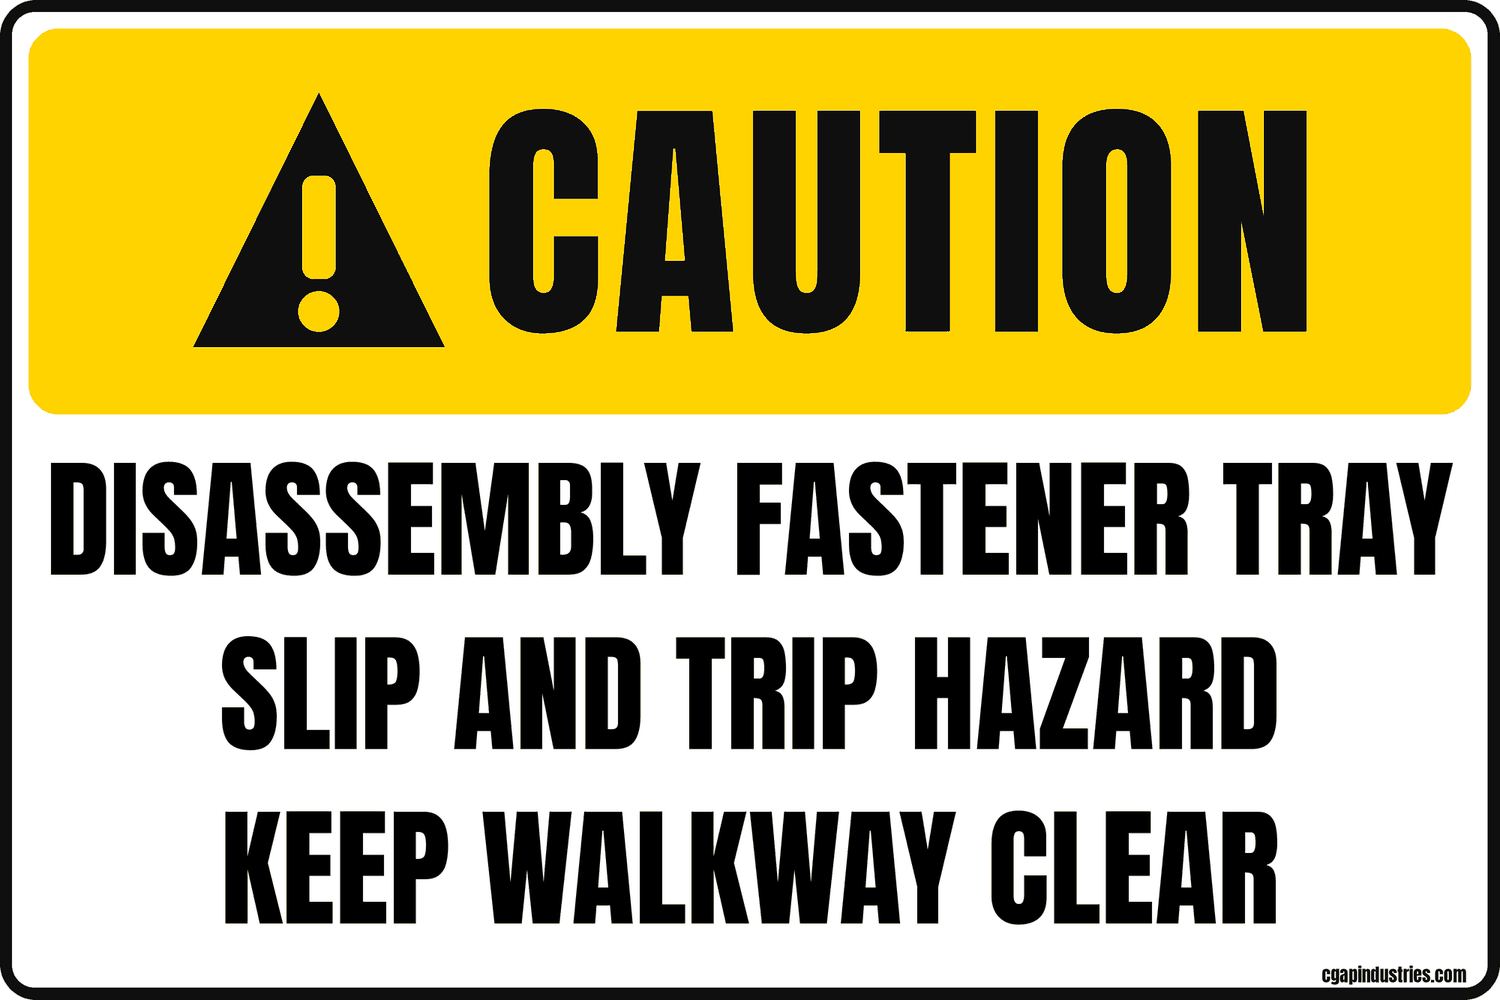 CAUTION
DISASSEMBLY FASTENER TRAY
SLIP AND TRIP HAZARD
KEEP WALKWAY CLEAR
cgapindustries.com